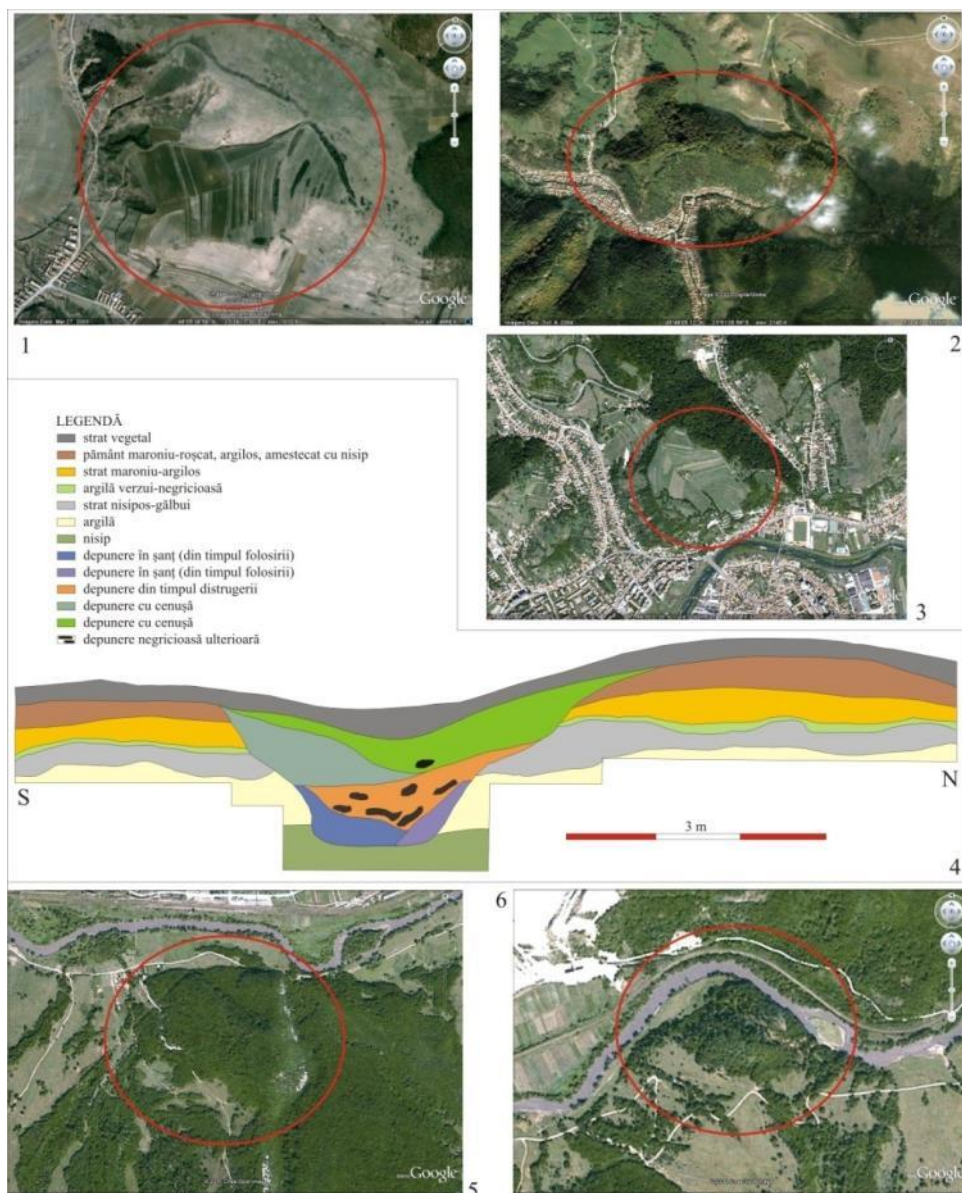 Google
Google
1
2
LEGENDĂ
strat vegetal
pământ maroniu-roșcat, argilos, amestecat cu nisip
strat maroniu-argilos
argilă verzui-negricioasă
strat nisipos-gălbui
argilă
nisip
depunere în șanț (din timpul folosirii)
depunere în șanț (din timpul folosirii)
depunere din timpul distrugerii
depunere cu cenușă
depunere cu cenușă
depunere negricioasă ulterioară
3
S
N
3 m
4
6
Google
Google
5